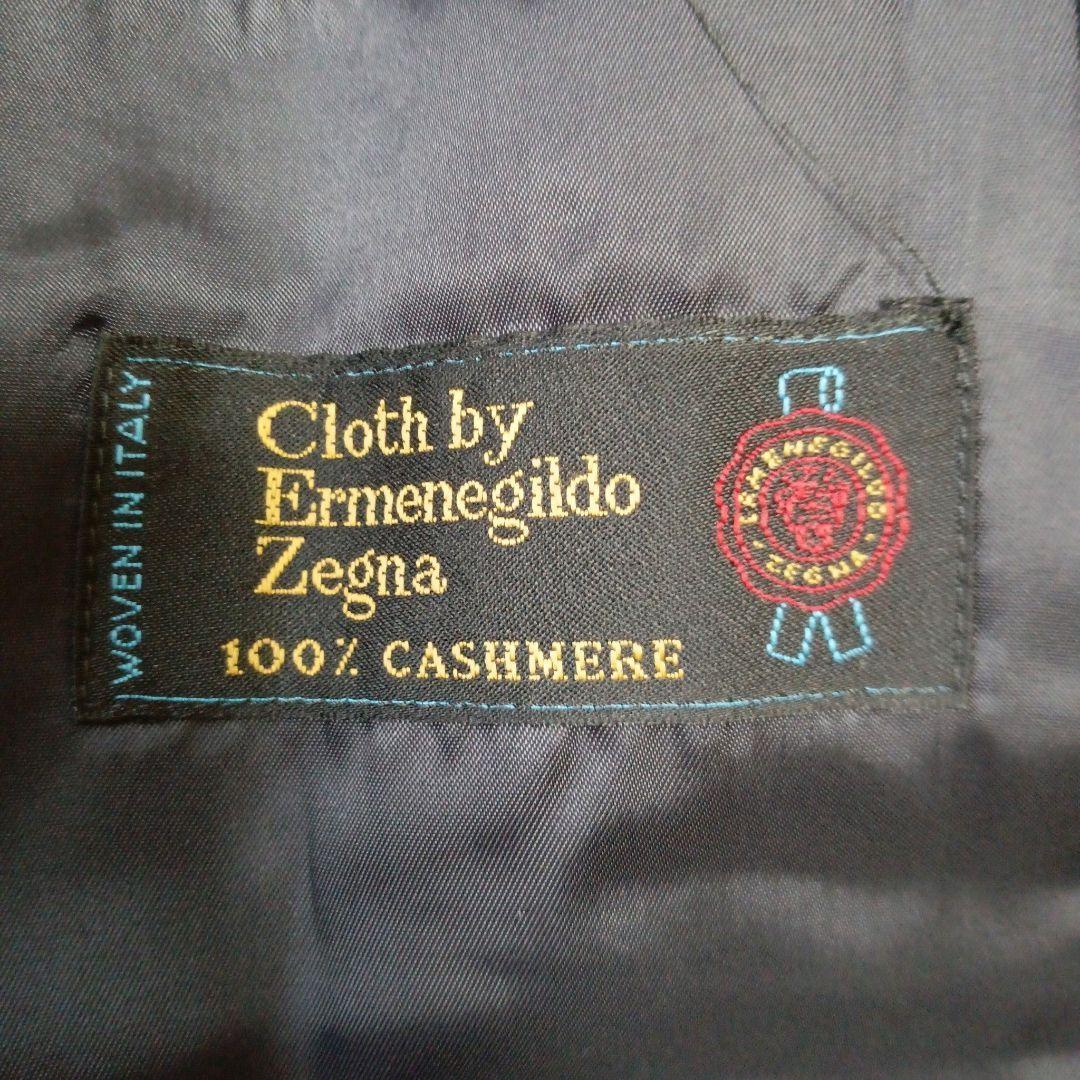 WOVEN IN ITALY
Cloth by
Ermenegildo
Zegna
100% CASHMERE
ERMENEGILDO · ZEGNA ·